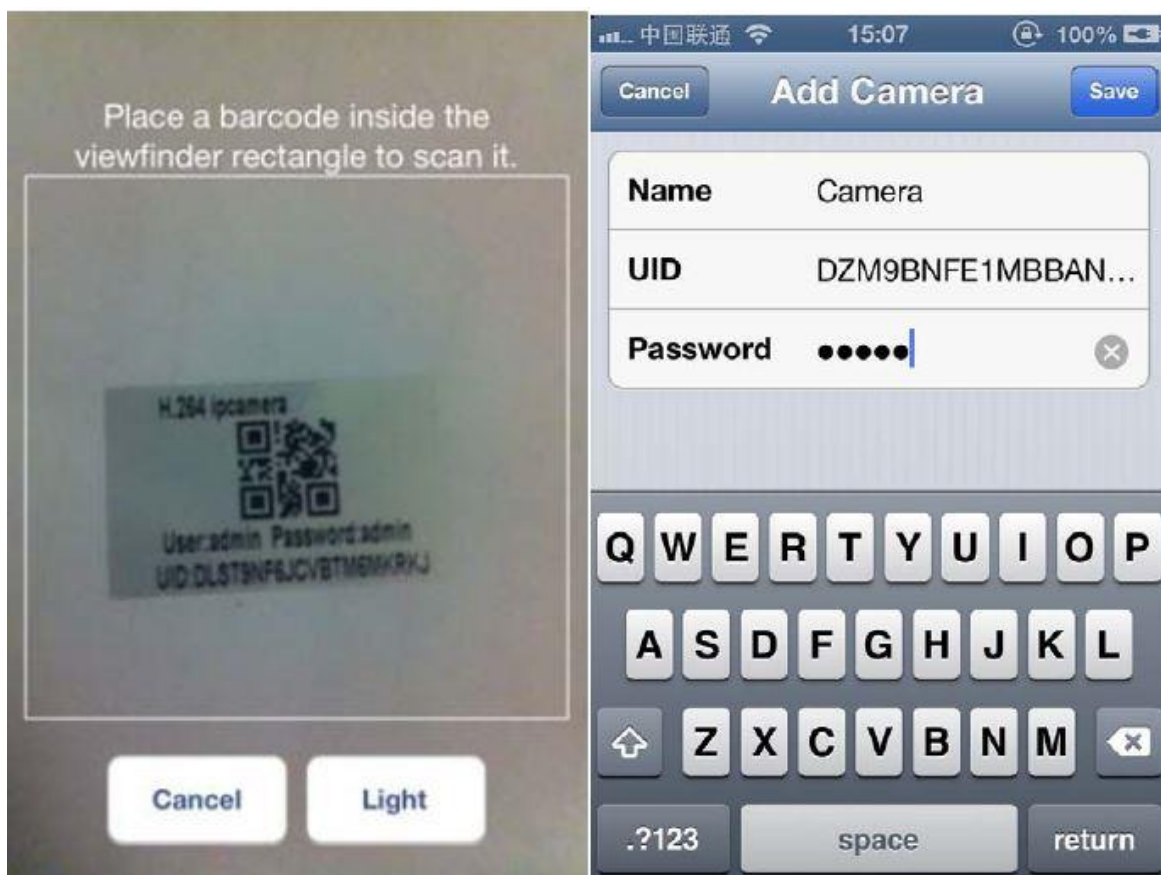 Place a barcode inside the
viewfinder rectangle to scan it.
H.264 ipcamera
User:admin Password:admin
Cancel
Light
中国联通
15:07
100%
Cancel
Add Camera
Save
Name
Camera
UID
DZM9BNFE1MBBAN...
Password
●●●●●
Q W E R T Y U I O P
A S D F G H J K L
Z X C V B N M
.?123
space
return